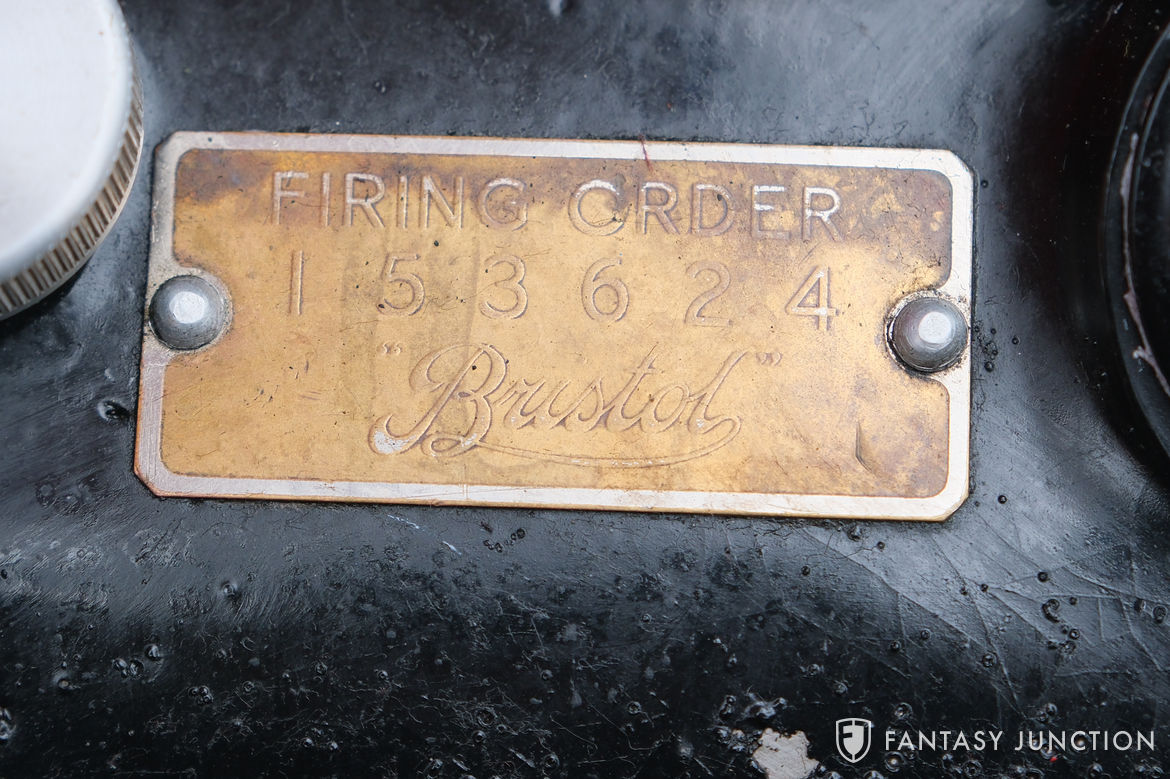 FIRING ORDER
1 5 3 6 2 4
"Bristol"
FANTASY JUNCTION